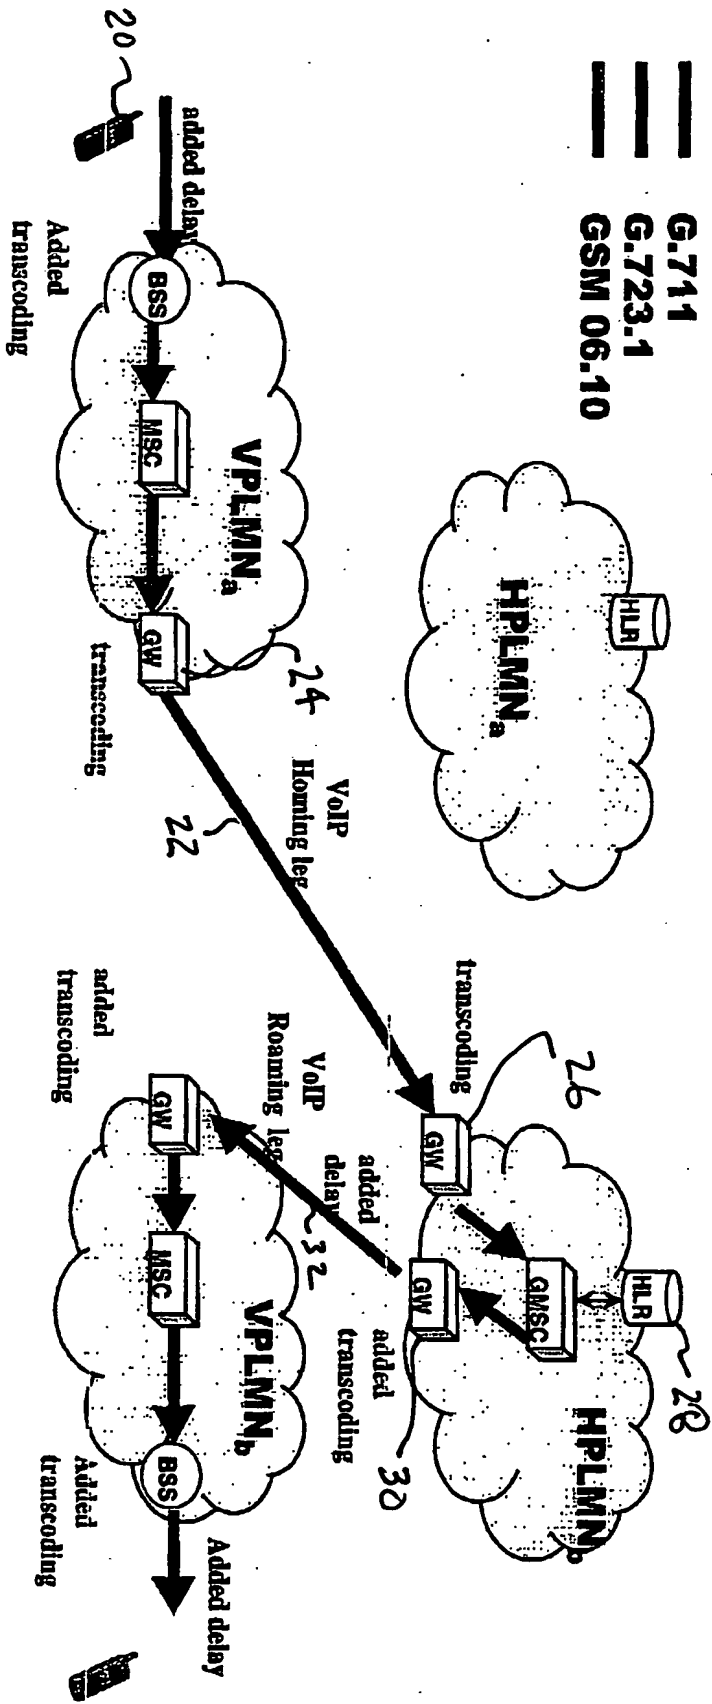 G.711
G.723.1
GSM 06.10
HLR
HPLMNa
HLR
28
HPLMNb
GMSC
26
GW
transcoding
GW
30
added
transcoding
added
delay
32
VoIP
Homing leg
22
VoIP
Roaming leg
20
added delay
BSS
Added
transcoding
MSC
VPLMNa
GW
24
transcoding
added
transcoding
GW
MSC
VPLMNb
BSS
Added
transcoding
Added delay